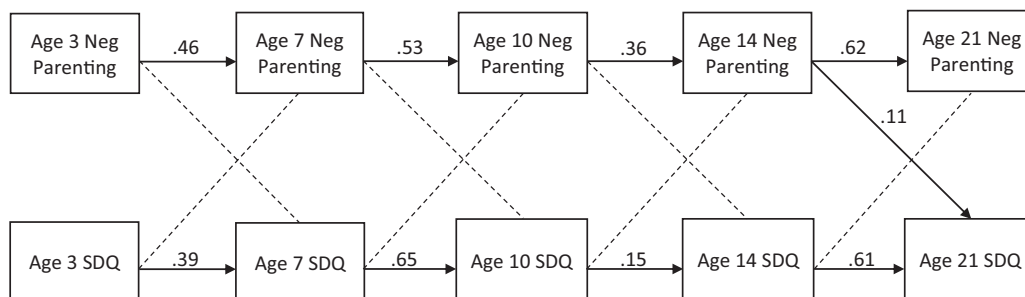 Age 3 Neg
Parenting
.46
Age 7 Neg
Parenting
.53
Age 10 Neg
Parenting
.36
Age 14 Neg
Parenting
.62
Age 21 Neg
Parenting
.11
Age 3 SDQ
.39
Age 7 SDQ
.65
Age 10 SDQ
.15
Age 14 SDQ
.61
Age 21 SDQ